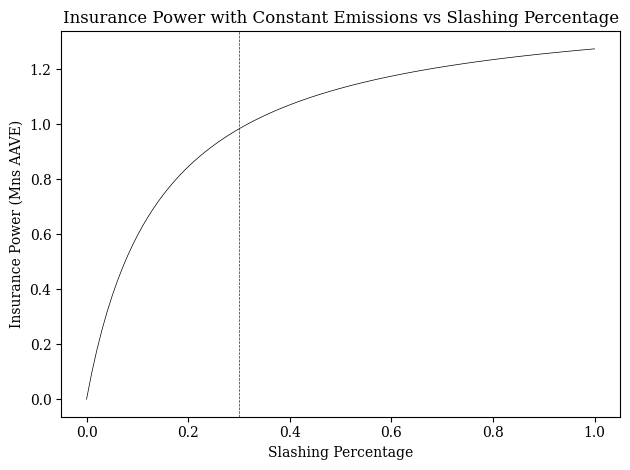 Insurance Power with Constant Emissions vs Slashing Percentage
Insurance Power (Mns AAVE)
1.2
1.0
0.8
0.6
0.4
0.2
0.0
0.0 0.2 0.4 0.6 0.8 1.0
Slashing Percentage